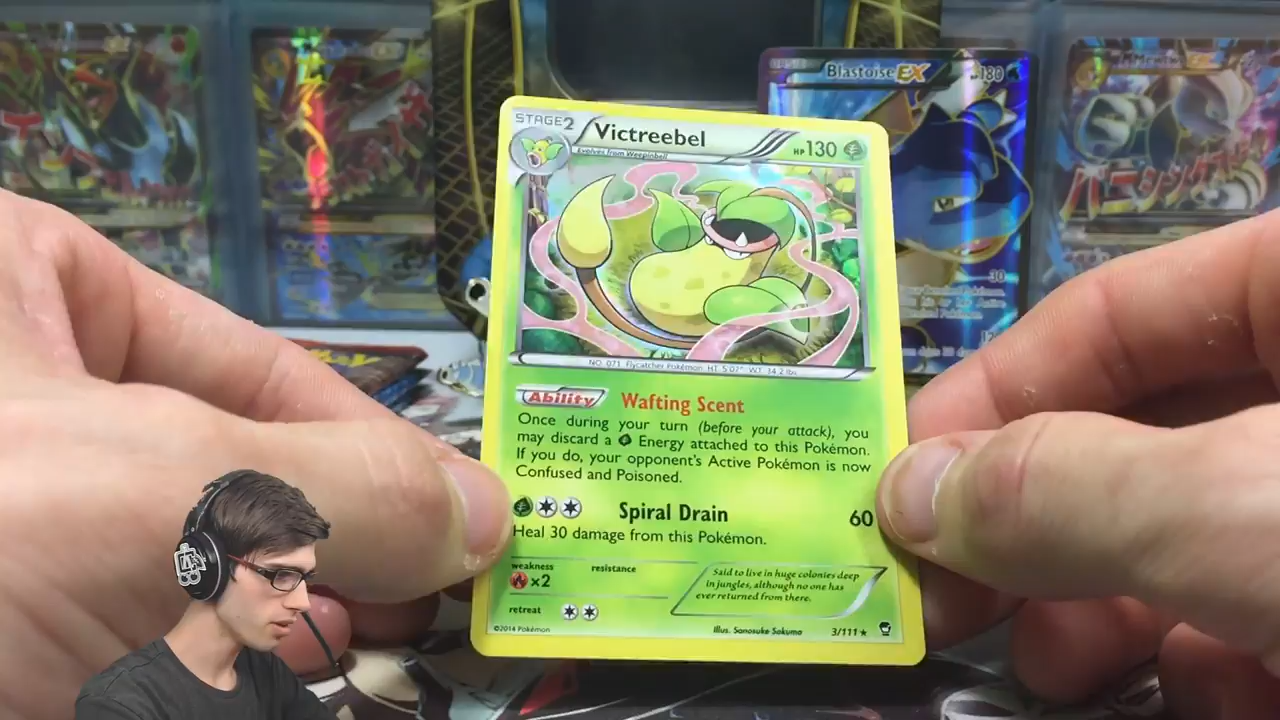 BlastoiseEX
180
STAGE2
Victreebel
HP 130
Evolves from Weepinbell
NO. 071 Flycatcher Pokémon HT: 5'07" WT: 34.2 lbs
Ability Wafting Scent
Once during your turn (before your attack), you
may discard a Energy attached to this Pokémon.
If you do, your opponent's Active Pokémon is now
Confused and Poisoned.
Spiral Drain 60
Heal 30 damage from this Pokémon.
weakness resistance
×2
Said to live in huge colonies deep
in jungles, although no one has
ever returned from there.
retreat
©2014 Pokémon
Illus. Sanosuke Sakuma 3/111★
30